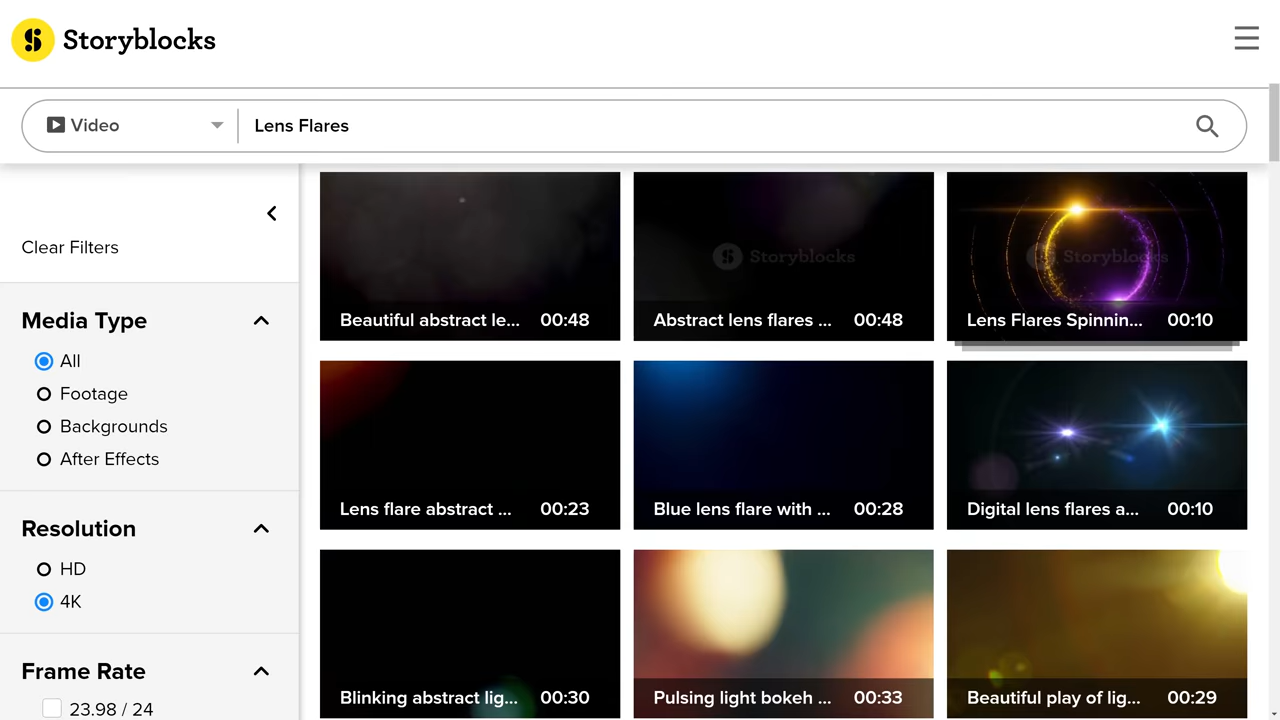 Storyblocks
Video
Lens Flares
Clear Filters
Media Type
All
Footage
Backgrounds
After Effects
Resolution
HD
4K
Frame Rate
23.98 / 24
Beautiful abstract le... 00:48
Storyblocks
Abstract lens flares ... 00:48
Storyblocks
Lens Flares Spinnin... 00:10
Lens flare abstract ... 00:23
Blue lens flare with ... 00:28
Digital lens flares a... 00:10
Blinking abstract lig... 00:30
Pulsing light bokeh ... 00:33
Beautiful play of lig... 00:29